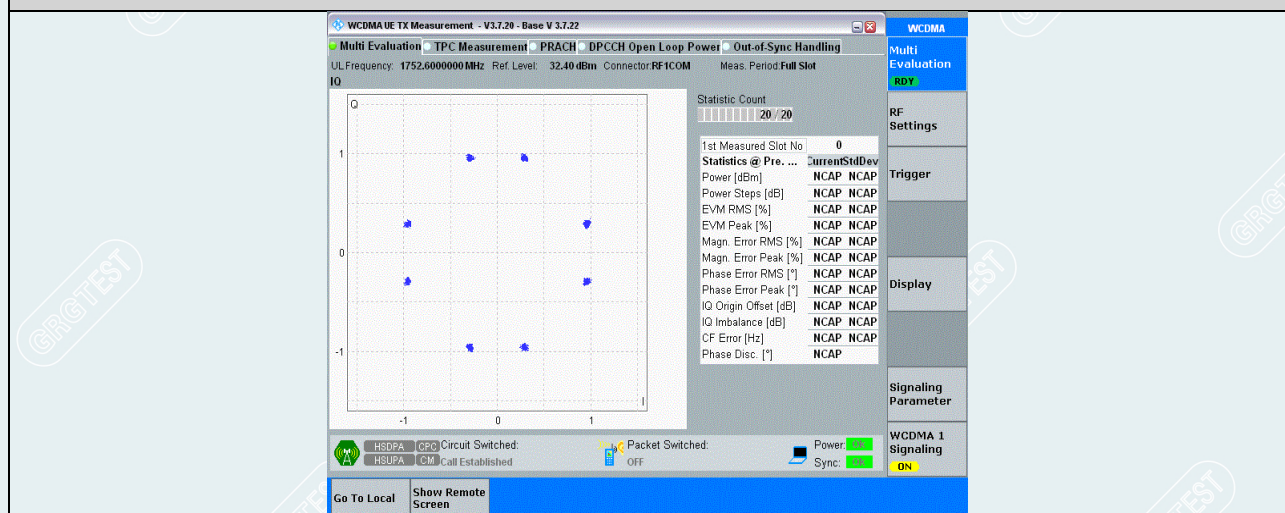 WCDMA UE TX Measurement - V3.7.20 - Base V 3.7.22
WCDMA
Multi Evaluation TPC Measurement PRACH DPCCH Open Loop Power Out-of-Sync Handling
Multi
Evaluation
RDY
UL Frequency: 1752.6000000 MHz Ref. Level: 32.40 dBm Connector:RF1COM Meas. Period:Full Slot
IQ
Q
1
0
-1
I
-1 0 1
Statistic Count
20 / 20
1st Measured Slot No 0
Statistics @ Pre. ... Current StdDev
Power [dBm] NCAP NCAP
Power Steps [dB] NCAP NCAP
EVM RMS [%] NCAP NCAP
EVM Peak [%] NCAP NCAP
Magn. Error RMS [%] NCAP NCAP
Magn. Error Peak [%] NCAP NCAP
Phase Error RMS [°] NCAP NCAP
Phase Error Peak [°] NCAP NCAP
IQ Origin Offset [dB] NCAP NCAP
IQ Imbalance [dB] NCAP NCAP
CF Error [Hz] NCAP NCAP
Phase Disc. [°] NCAP
RF
Settings
Trigger
Display
Signaling
Parameter
WCDMA 1
Signaling
ON
HSDPA CPC Circuit Switched: Packet Switched: Power: OK
HSUPA CM Call Established OFF Sync: OK
Go To Local
Show Remote
Screen
GRGTEST
GRGTEST
GRGTEST